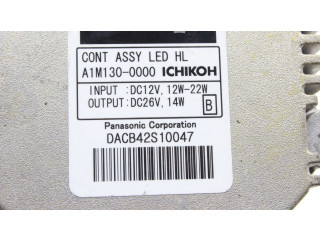 CONT ASSY LED HL
A1M130-0000 ICHIKOH
INPUT :DC12V, 12W-22W
OUTPUT:DC26V, 14W
B
Panasonic Corporation
DACB42S10047